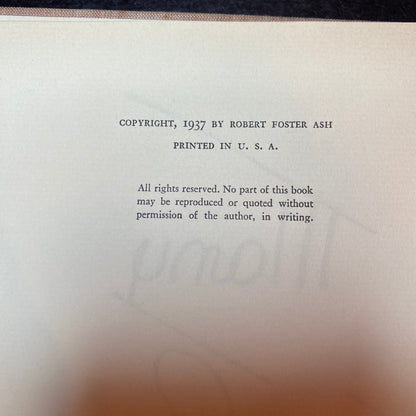 COPYRIGHT, 1937 BY ROBERT FOSTER ASH
PRINTED IN U. S. A.
All rights reserved. No part of this book
may be reproduced or quoted without
permission of the author, in writing.